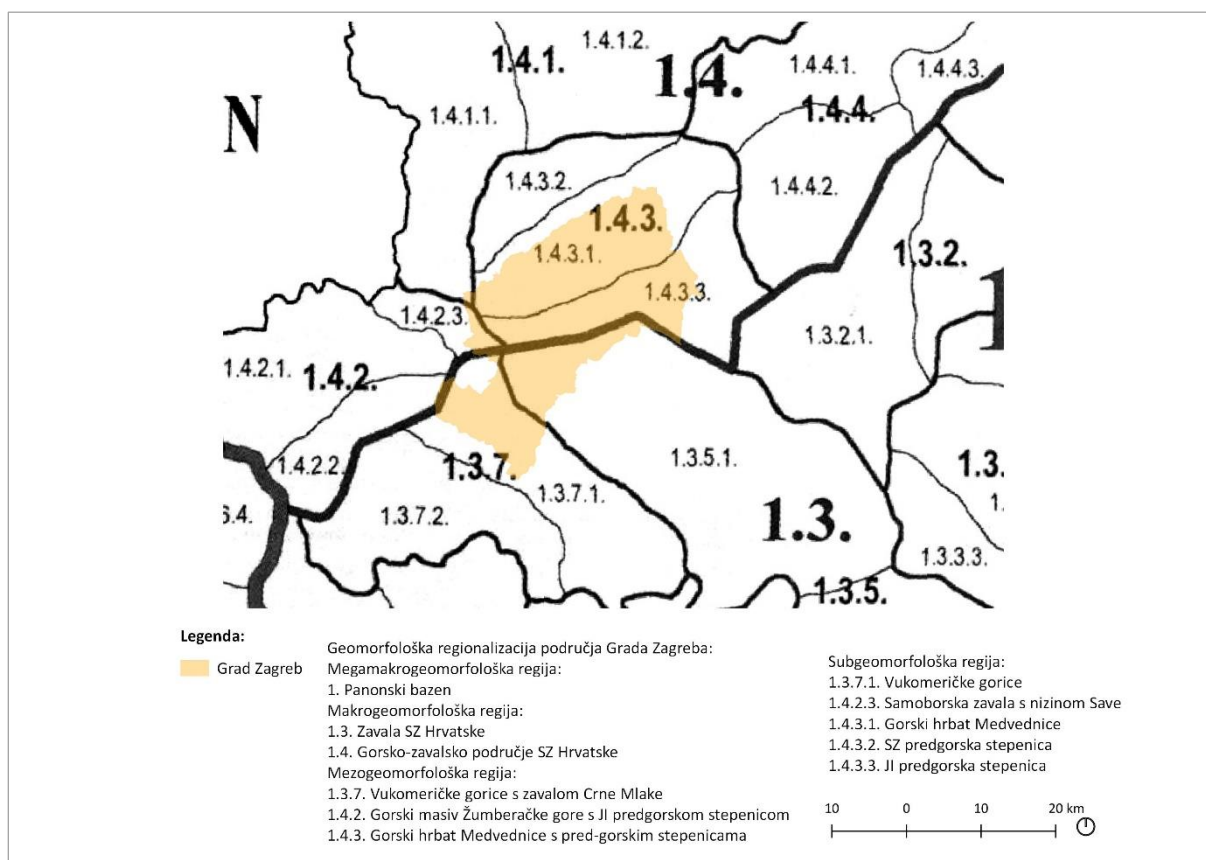 1.4.1.2.
1.4.1.
1.4.
1.4.4.1.
1.4.4.3.
N
1.4.1.1.
1.4.4.
1.4.3.2.
1.4.4.2.
1.4.3.
1.4.3.1.
1.3.2.
1.4.3.3.
1.4.2.3.
1.3.2.1.
1.4.2.1.
1.4.2.
1.3.5.1.
1.4.2.2.
1.3.7.
1.3.
1.3.7.1.
6.4.
1.3.7.2.
1.3.
1.3.3.3.
1.3.5.
Legenda:
Grad Zagreb
Geomorfološka regionalizacija područja Grada Zagreba:
Megamakrogeomorfološka regija:
1. Panonski bazen
Makrogeomorfološka regija:
1.3. Zavala SZ Hrvatske
1.4. Gorsko-zavalsko područje SZ Hrvatske
Mezogeomorfološka regija:
1.3.7. Vukomeričke gorice s zavalom Crne Mlake
1.4.2. Gorski masiv Žumberačke gore s JI predgorskom stepenicom
1.4.3. Gorski hrbat Medvednice s pred-gorskim stepenicama
Subgeomorfološka regija:
1.3.7.1. Vukomeričke gorice
1.4.2.3. Samoborska zavala s nizinom Save
1.4.3.1. Gorski hrbat Medvednice
1.4.3.2. SZ predgorska stepenica
1.4.3.3. JI predgorska stepenica
10 0 10 20 km